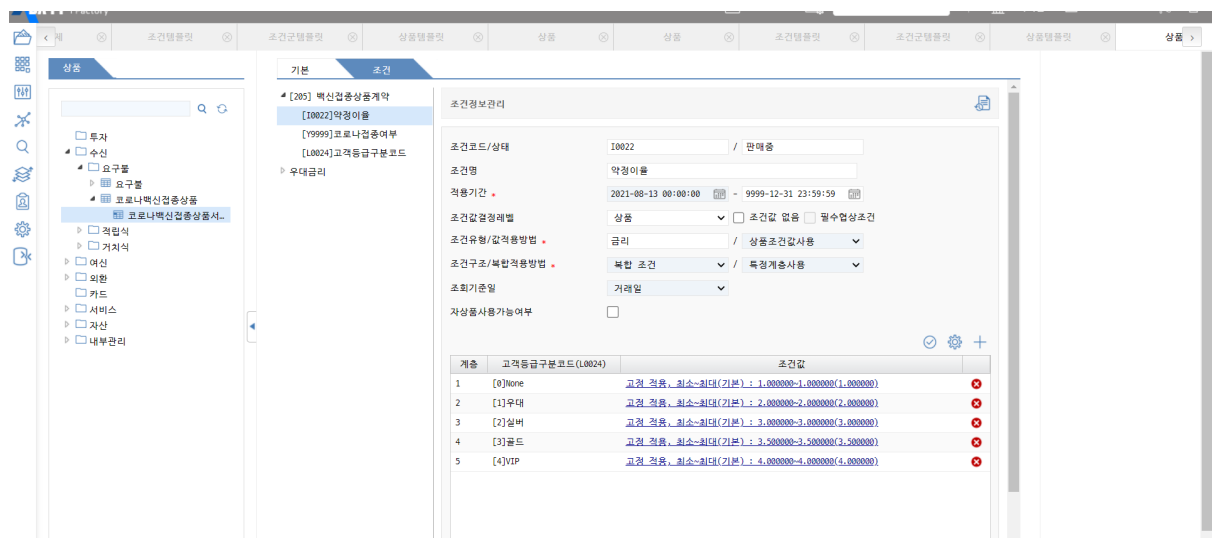 Fractory
조건템플릿
조건군템플릿
상품템플릿
상품
상품
조건템플릿
조건군템플릿
상품템플릿
상품
상품
투자
수신
요구불
요구불
코로나백신접종상품
코로나백신접종상품서…
적립식
거치식
여신
외환
카드
서비스
자산
내부관리
기본 조건
[205] 백신접종상품계약
[I0022]약정이율
[Y9999]코로나접종여부
[L0024]고객등급구분코드
우대금리
조건정보관리
조건코드/상태 I0022 / 판매중
조건명 약정이율
적용기간 * 2021-08-13 00:00:00 - 9999-12-31 23:59:59
조건값결정레벨 상품 조건값 없음 필수협상조건
조건유형/값적용방법 * 금리 / 상품조건값사용
조건구조/복합적용방법 * 복합 조건 / 특정계층사용
조회기준일 거래일
자상품사용가능여부
계층 고객등급구분코드(L0024) 조건값
1 [0]None 고정 적용, 최소~최대(기본) : 1.000000~1.000000(1.000000)
2 [1]우대 고정 적용, 최소~최대(기본) : 2.000000~2.000000(2.000000)
3 [2]실버 고정 적용, 최소~최대(기본) : 3.000000~3.000000(3.000000)
4 [3]골드 고정 적용, 최소~최대(기본) : 3.500000~3.500000(3.500000)
5 [4]VIP 고정 적용, 최소~최대(기본) : 4.000000~4.000000(4.000000)